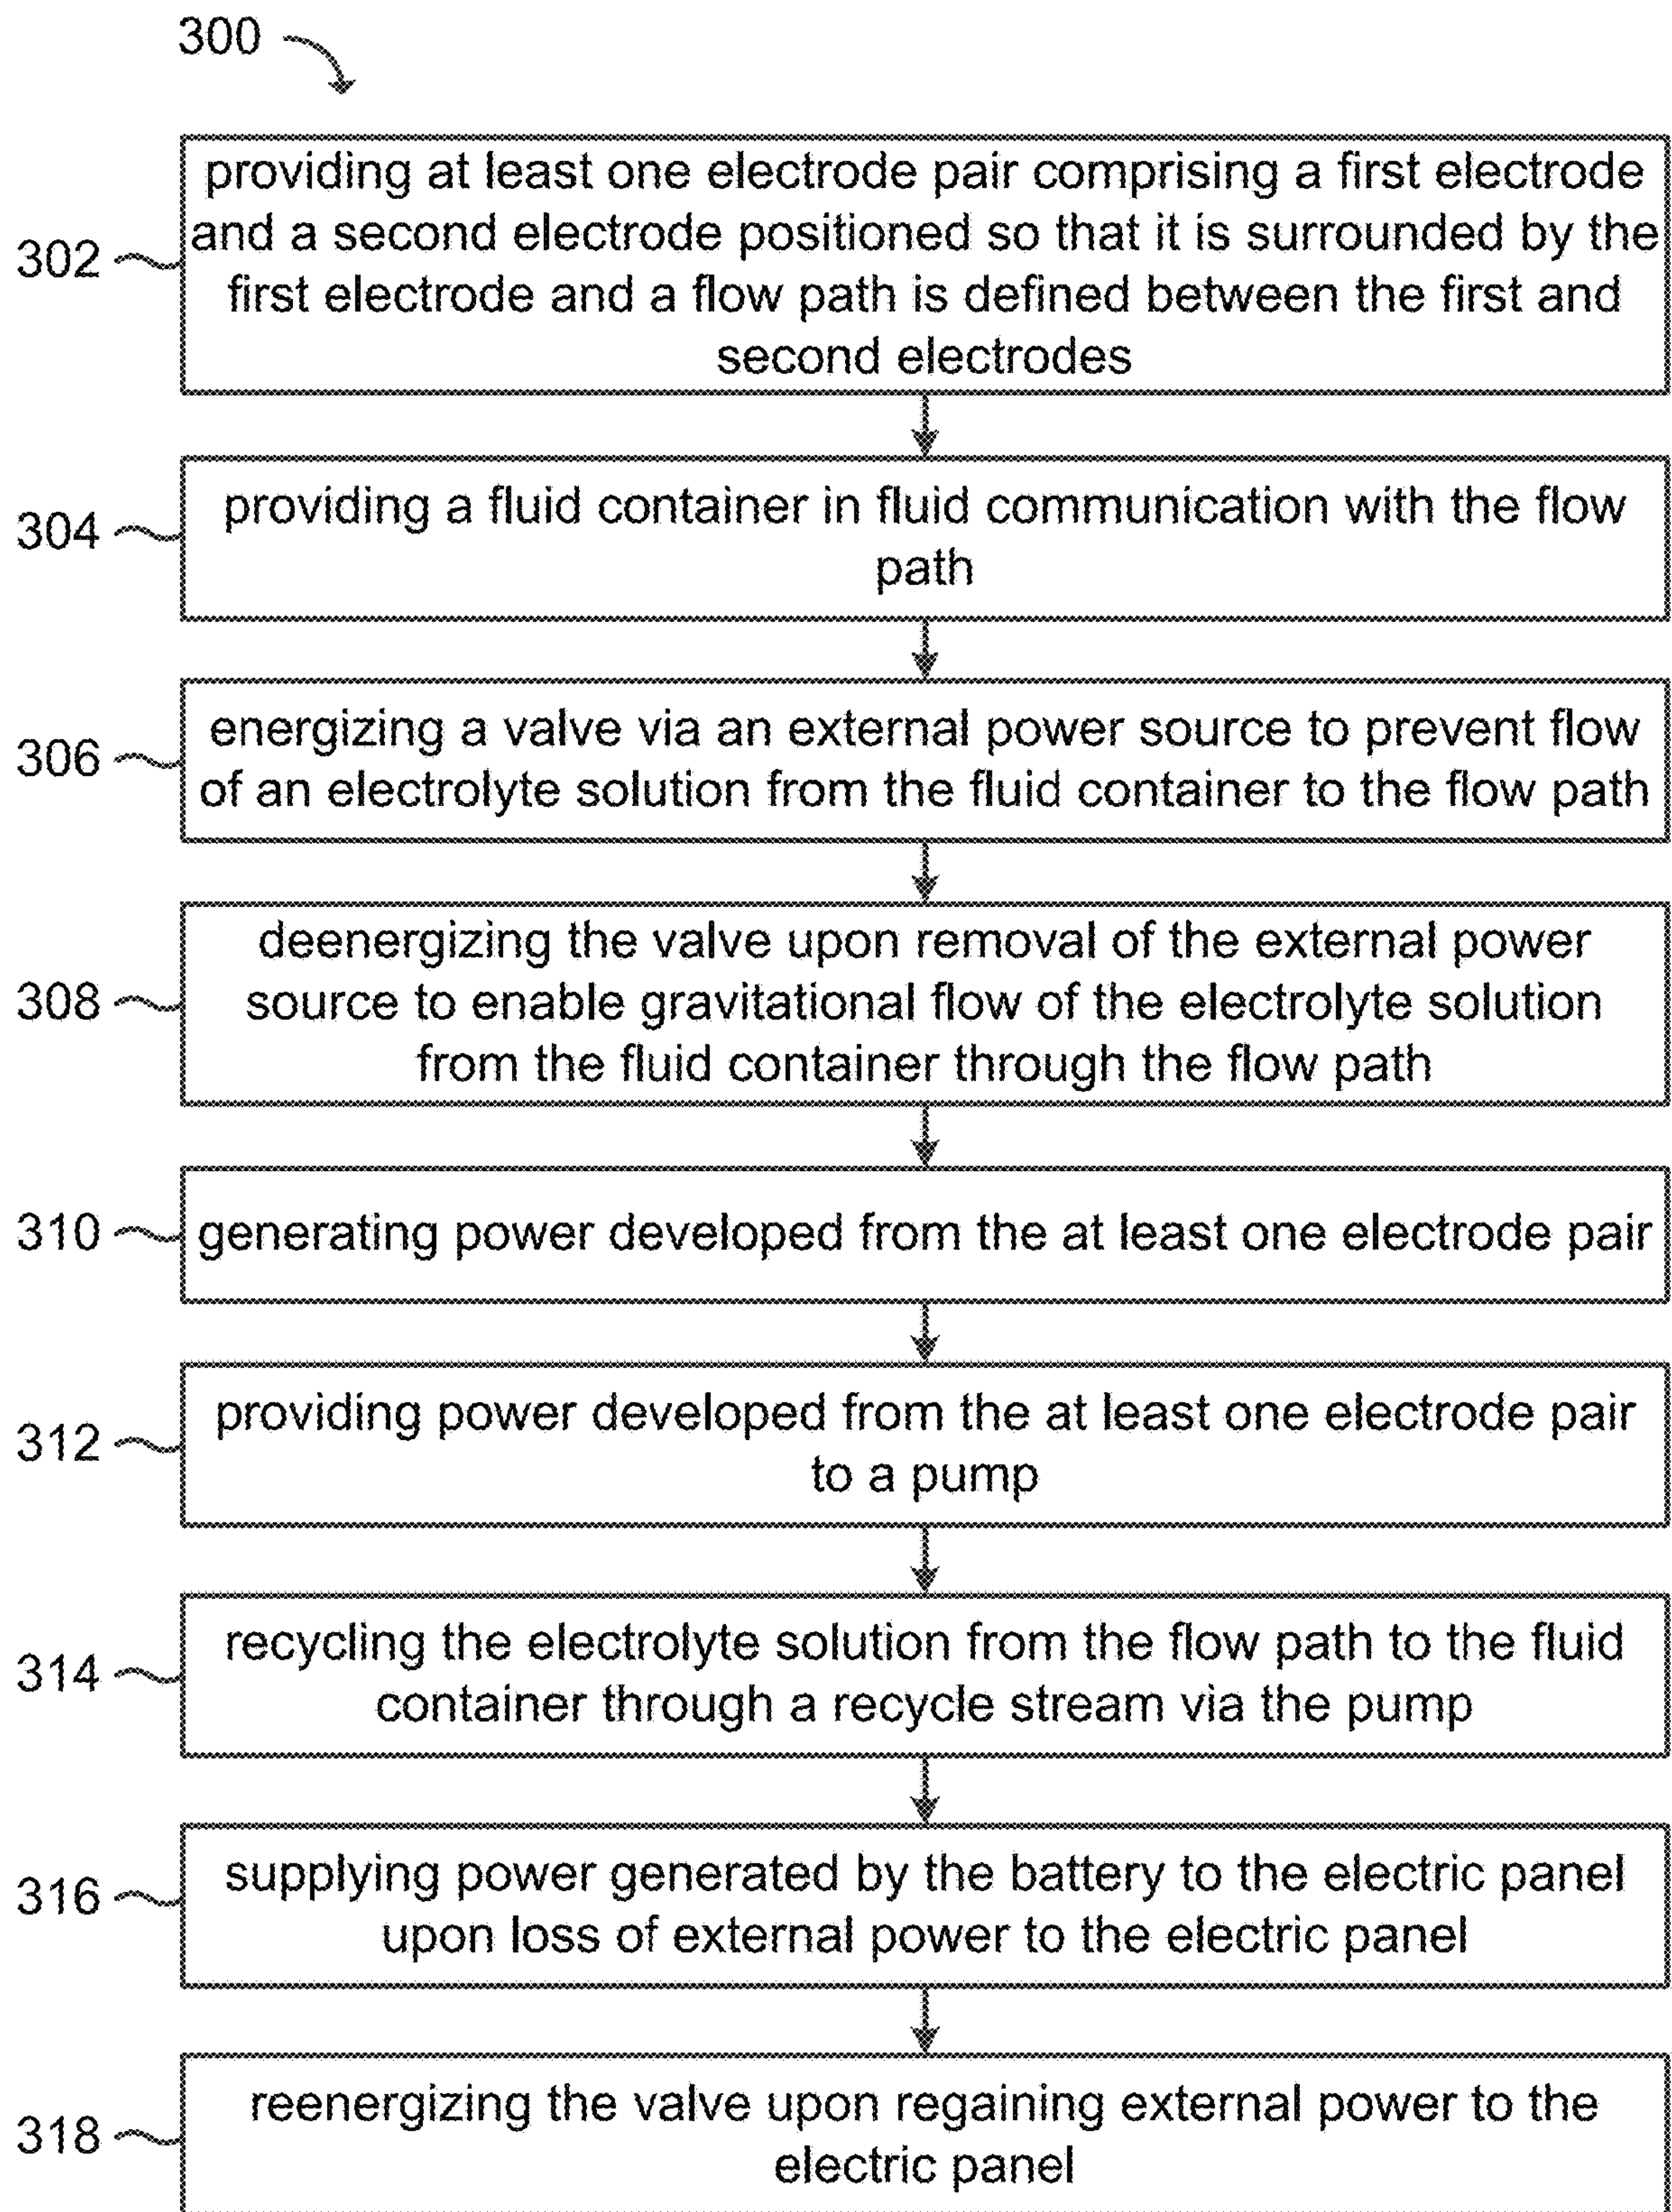 300
302
providing at least one electrode pair comprising a first electrode
and a second electrode positioned so that it is surrounded by the
first electrode and a flow path is defined between the first and
second electrodes
304
providing a fluid container in fluid communication with the flow
path
306
energizing a valve via an external power source to prevent flow
of an electrolyte solution from the fluid container to the flow path
308
deenergizing the valve upon removal of the external power
source to enable gravitational flow of the electrolyte solution
from the fluid container through the flow path
310
generating power developed from the at least one electrode pair
312
providing power developed from the at least one electrode pair
to a pump
314
recycling the electrolyte solution from the flow path to the fluid
container through a recycle stream via the pump
316
supplying power generated by the battery to the electric panel
upon loss of external power to the electric panel
318
reenergizing the valve upon regaining external power to the
electric panel